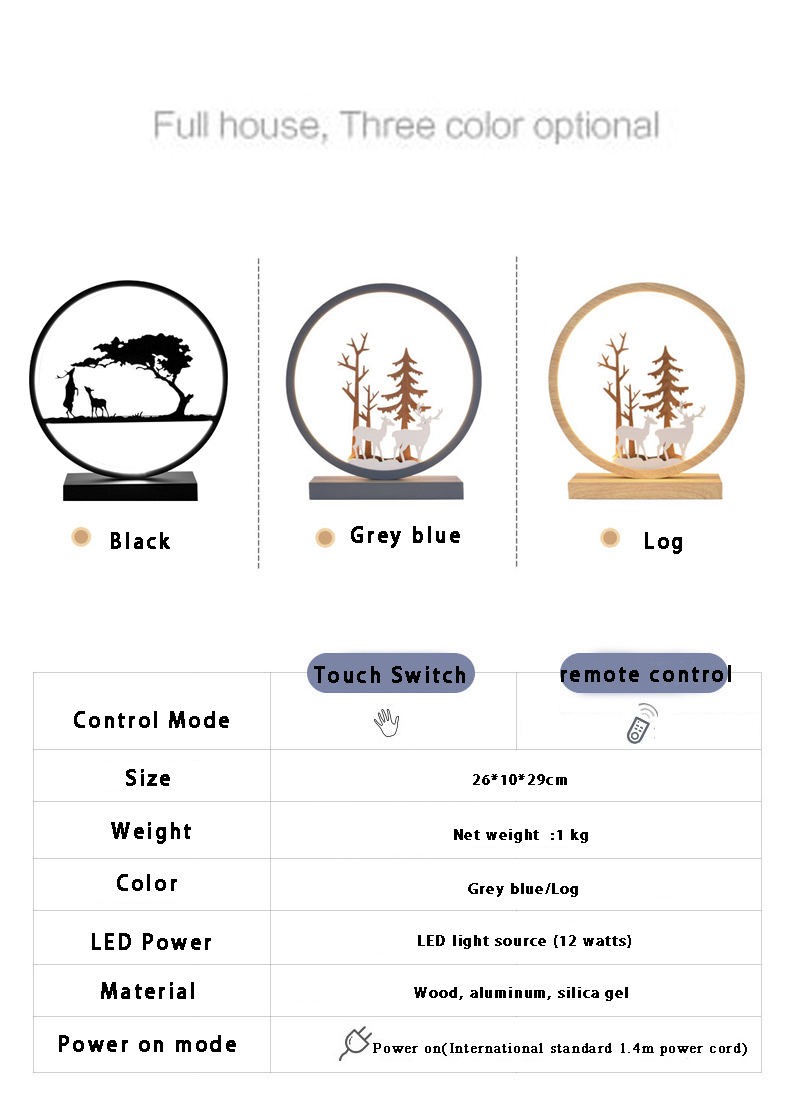 Full house, Three color optional
Black
Grey blue
Log
Touch Switch
remote control
Control Mode
Size
26*10*29cm
Weight
Net weight :1 kg
Color
Grey blue/Log
LED Power
LED light source (12 watts)
Material
Wood, aluminum, silica gel
Power on mode
Power on(International standard 1.4m power cord)